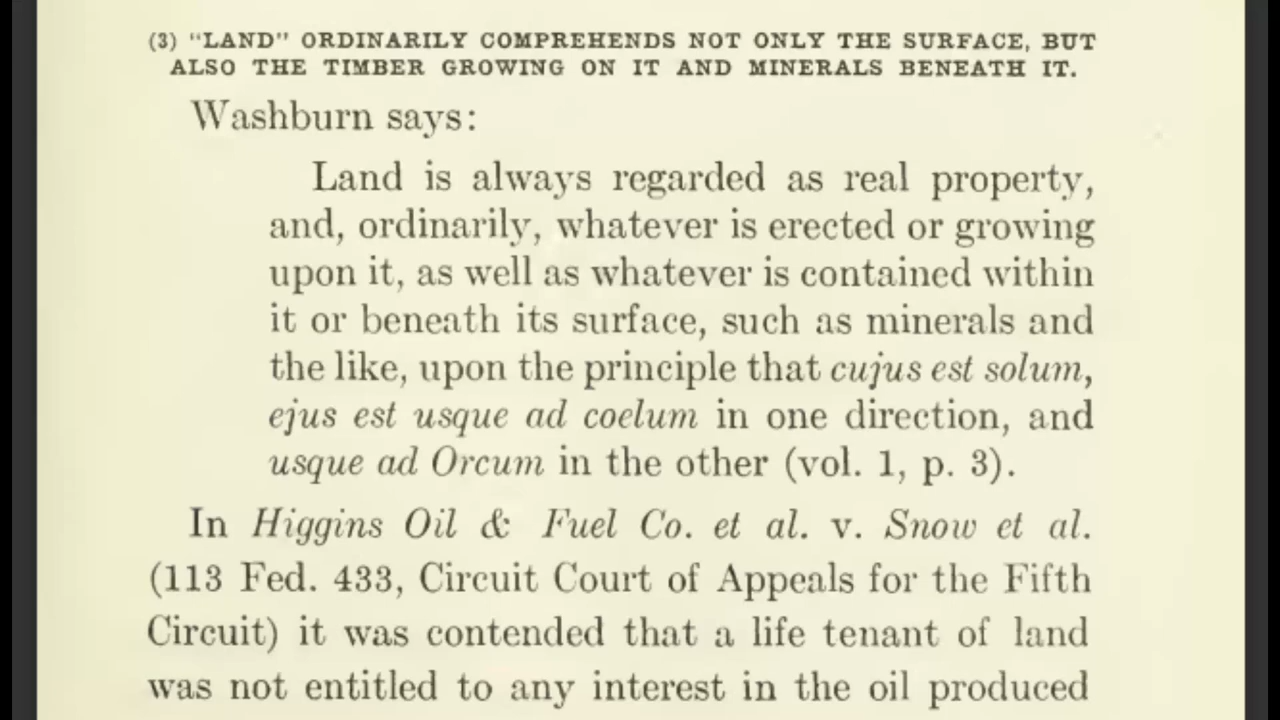 (3) "LAND" ORDINARILY COMPREHENDS NOT ONLY THE SURFACE, BUT
ALSO THE TIMBER GROWING ON IT AND MINERALS BENEATH IT.
Washburn says:
Land is always regarded as real property,
and, ordinarily, whatever is erected or growing
upon it, as well as whatever is contained within
it or beneath its surface, such as minerals and
the like, upon the principle that cujus est solum,
ejus est usque ad coelum in one direction, and
usque ad Orcum in the other (vol. 1, p. 3).
In Higgins Oil & Fuel Co. et al. v. Snow et al.
(113 Fed. 433, Circuit Court of Appeals for the Fifth
Circuit) it was contended that a life tenant of land
was not entitled to any interest in the oil produced